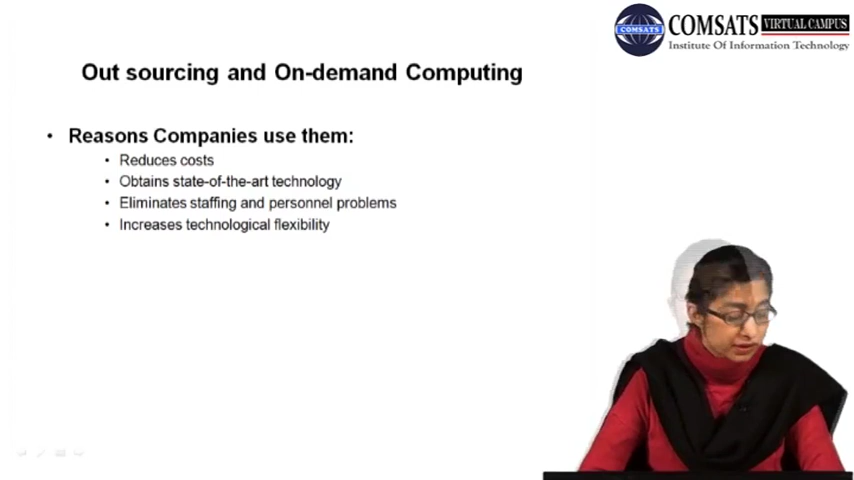 COMSATS VIRTUAL CAMPUS
Institute Of Information Technology
COMSATS
Out sourcing and On-demand Computing
• Reasons Companies use them:
• Reduces costs
• Obtains state-of-the-art technology
• Eliminates staffing and personnel problems
• Increases technological flexibility